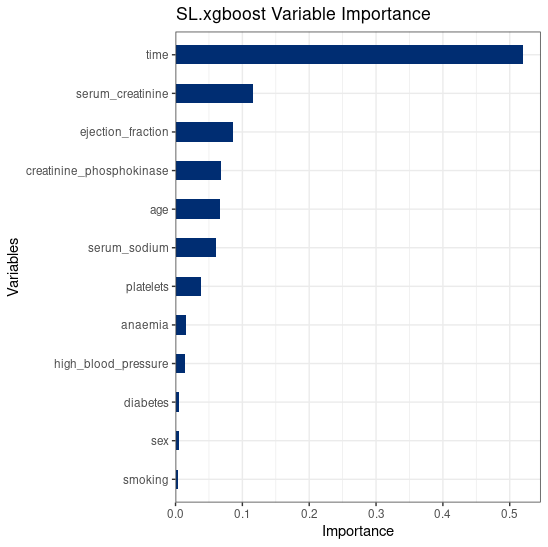 SL.xgboost Variable Importance
time
serum_creatinine
ejection_fraction
creatinine_phosphokinase
age
serum_sodium
platelets
anaemia
high_blood_pressure
diabetes
sex
smoking
Variables
0.0 0.1 0.2 0.3 0.4 0.5
Importance